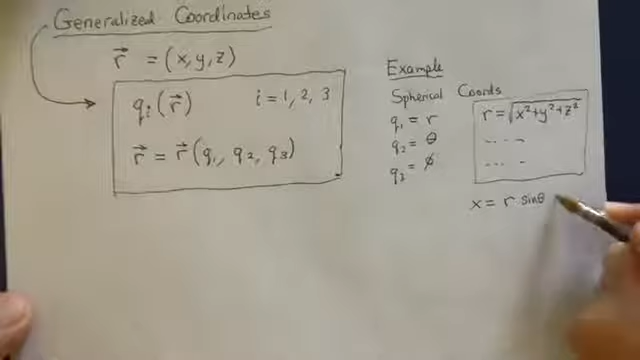 Generalized Coordinates
r⃗ = (x, y, z)
qᵢ(r⃗) i = 1, 2, 3
r⃗ = r⃗(q₁, q₂, q₃)
Example
Spherical Coords
q₁ = r
q₂ = θ
q₃ = ϕ
r = √x²+y²+z²
.. .. ..
.. .. ..
x = r sinθ